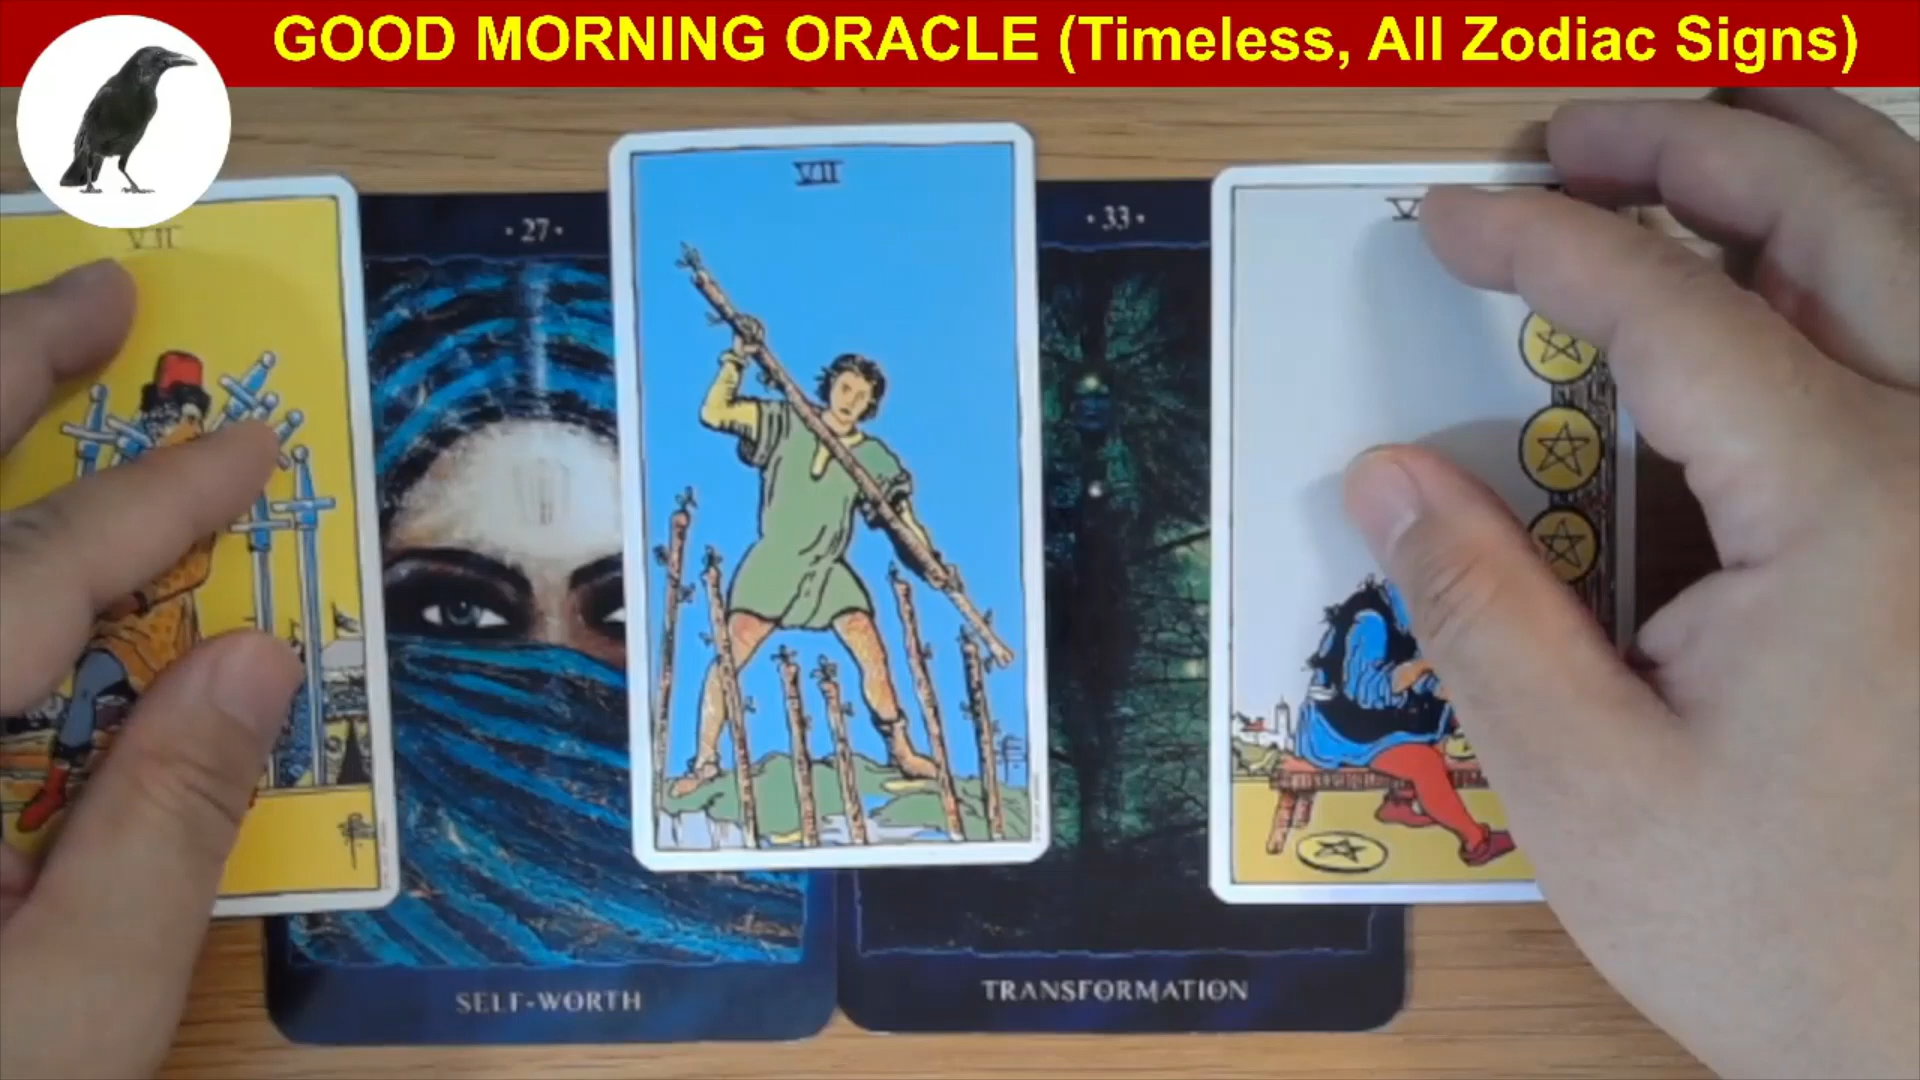 GOOD MORNING ORACLE (Timeless, All Zodiac Signs)
VII
·27·
VII
·33·
SELF-WORTH
TRANSFORMATION